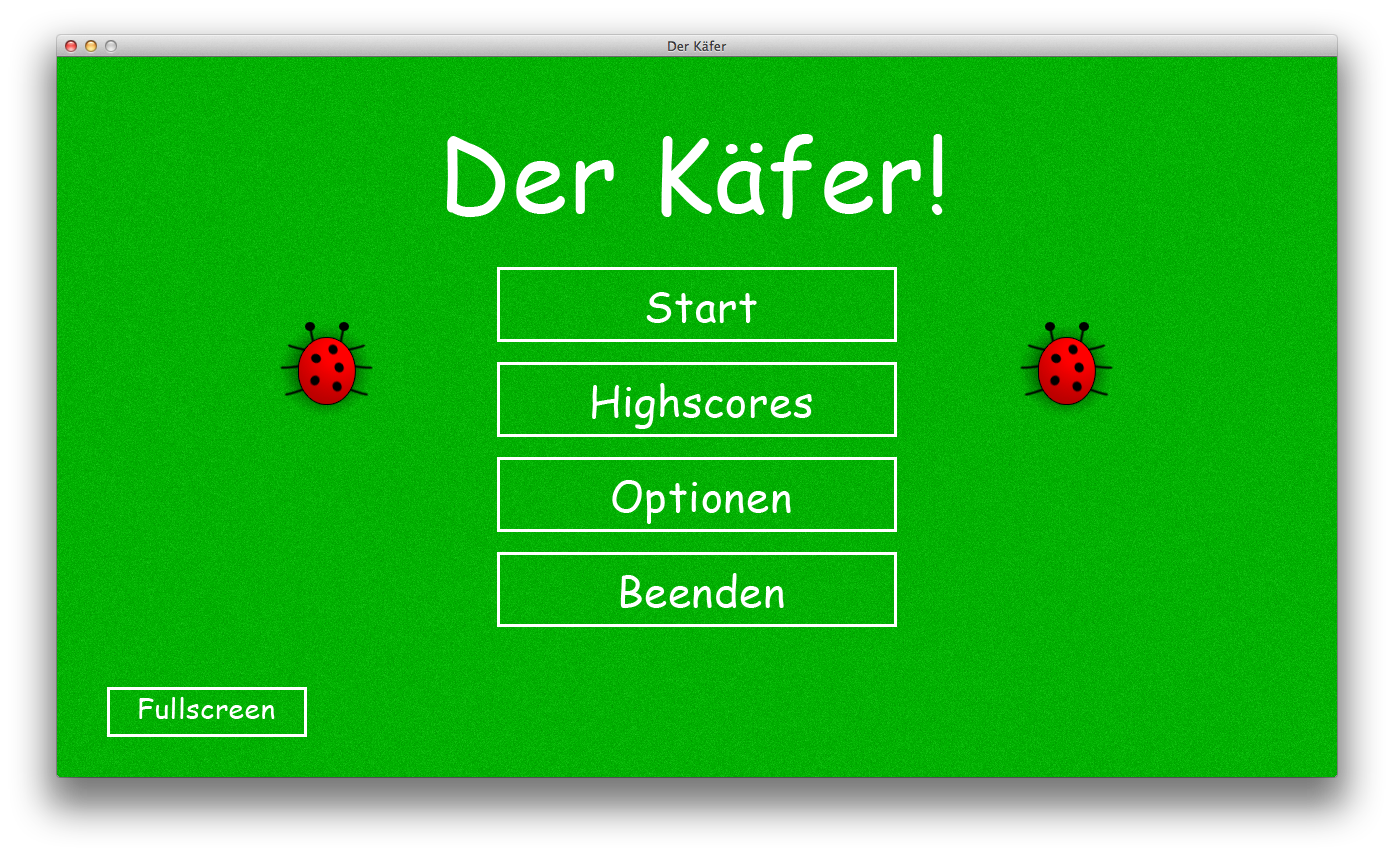 Der Käfer
Der Käfer!
Start
Highscores
Optionen
Beenden
Fullscreen